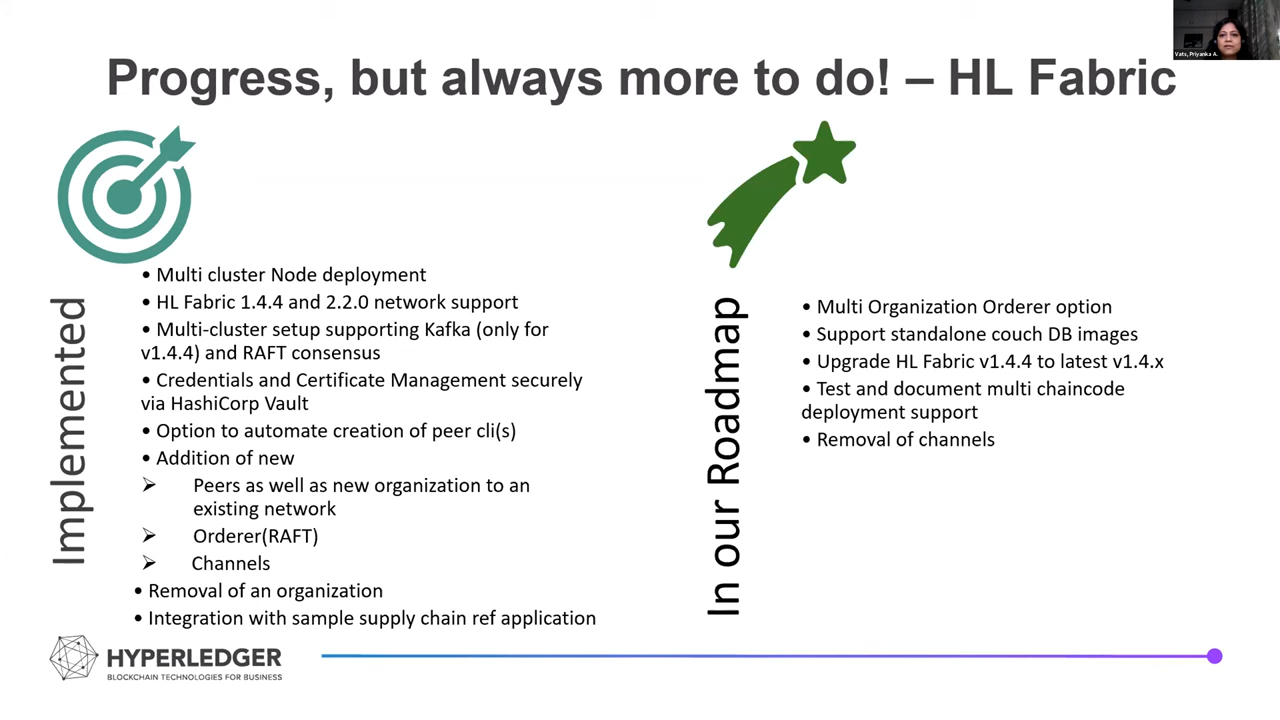 Vats, Priyanka A.
Progress, but always more to do! – HL Fabric
Implemented
• Multi cluster Node deployment
• HL Fabric 1.4.4 and 2.2.0 network support
• Multi-cluster setup supporting Kafka (only for
v1.4.4) and RAFT consensus
• Credentials and Certificate Management securely
via HashiCorp Vault
• Option to automate creation of peer cli(s)
• Addition of new
➢ Peers as well as new organization to an
existing network
➢ Orderer(RAFT)
➢ Channels
• Removal of an organization
• Integration with sample supply chain ref application
In our Roadmap
• Multi Organization Orderer option
• Support standalone couch DB images
• Upgrade HL Fabric v1.4.4 to latest v1.4.x
• Test and document multi chaincode
deployment support
• Removal of channels
HYPERLEDGER
BLOCKCHAIN TECHNOLOGIES FOR BUSINESS